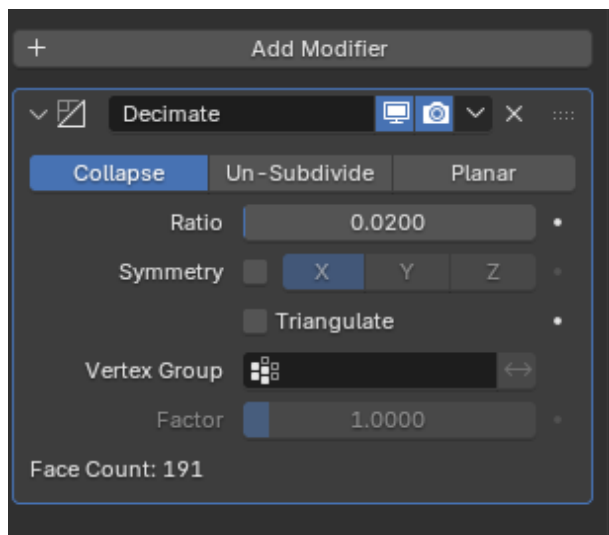 + Add Modifier
Decimate
Collapse Un-Subdivide Planar
Ratio 0.0200
Symmetry X Y Z
Triangulate
Vertex Group
Factor 1.0000
Face Count: 191